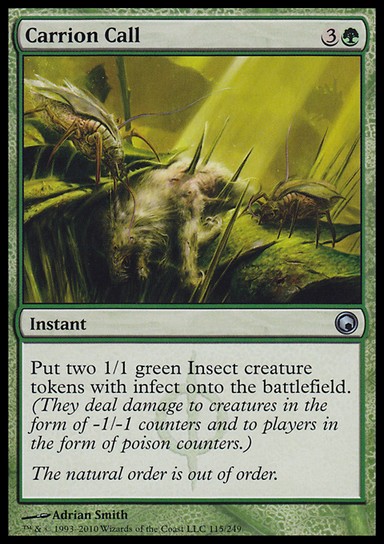 Carrion Call 3
Instant
Put two 1/1 green Insect creature
tokens with infect onto the battlefield.
(They deal damage to creatures in the
form of -1/-1 counters and to players in
the form of poison counters.)
The natural order is out of order.
Adrian Smith
™ & © 1993-2010 Wizards of the Coast LLC 115/249